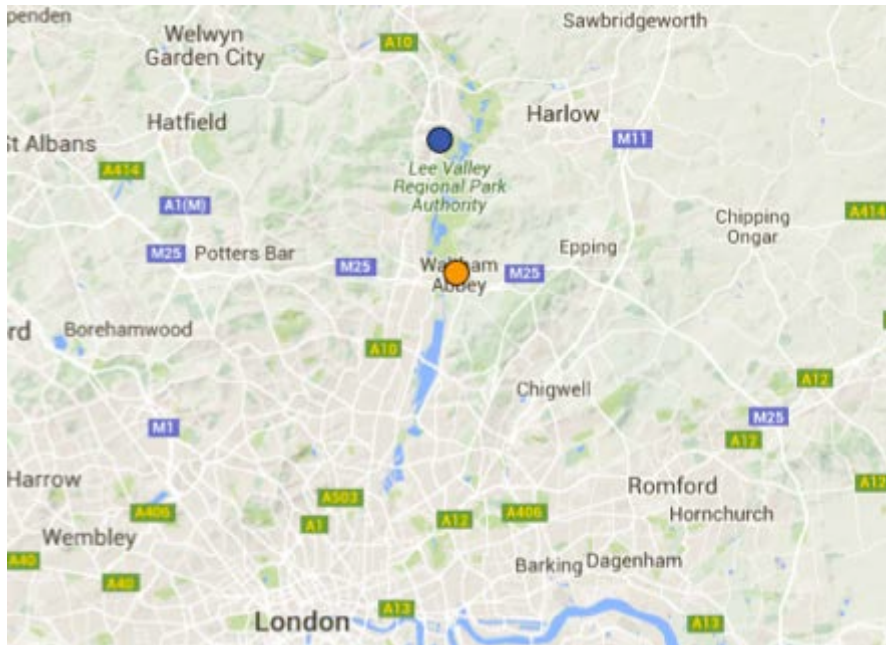 penden
Sawbridgeworth
Welwyn
Garden City
A10
Harlow
Hatfield
St Albans
M11
A414
Lee Valley
Regional Park
Authority
A1(M)
Chipping
Ongar
A414
M25
Potters Bar
M25
Waltham
Abbey
M25
Epping
rd
Borehamwood
A10
Chigwell
A12
M1
M25
A12
Harrow
A503
Romford
A12
A406
A1
A12
A406
Hornchurch
Wembley
A40
A40
Barking
Dagenham
London
A13
A13